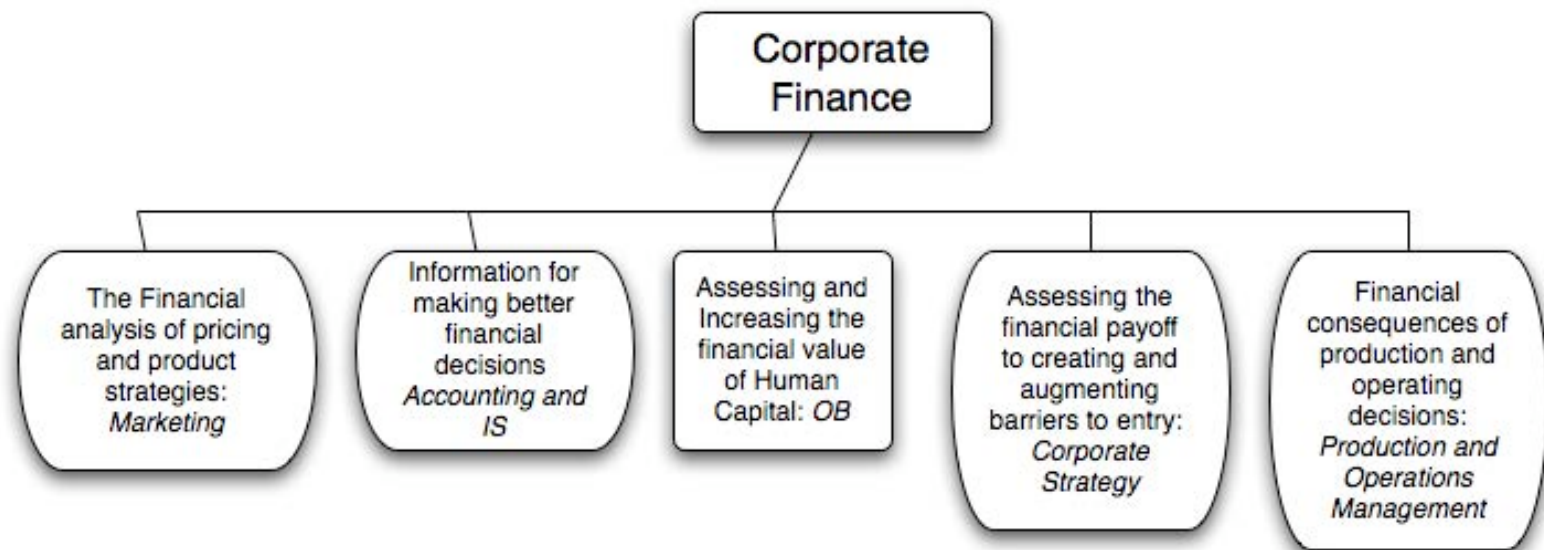 Corporate
Finance
The Financial
analysis of pricing
and product
strategies:
Marketing
Information for
making better
financial
decisions
Accounting and
IS
Assessing and
Increasing the
financial value
of Human
Capital: OB
Assessing the
financial payoff
to creating and
augmenting
barriers to entry:
Corporate
Strategy
Financial
consequences of
production and
operating
decisions:
Production and
Operations
Management